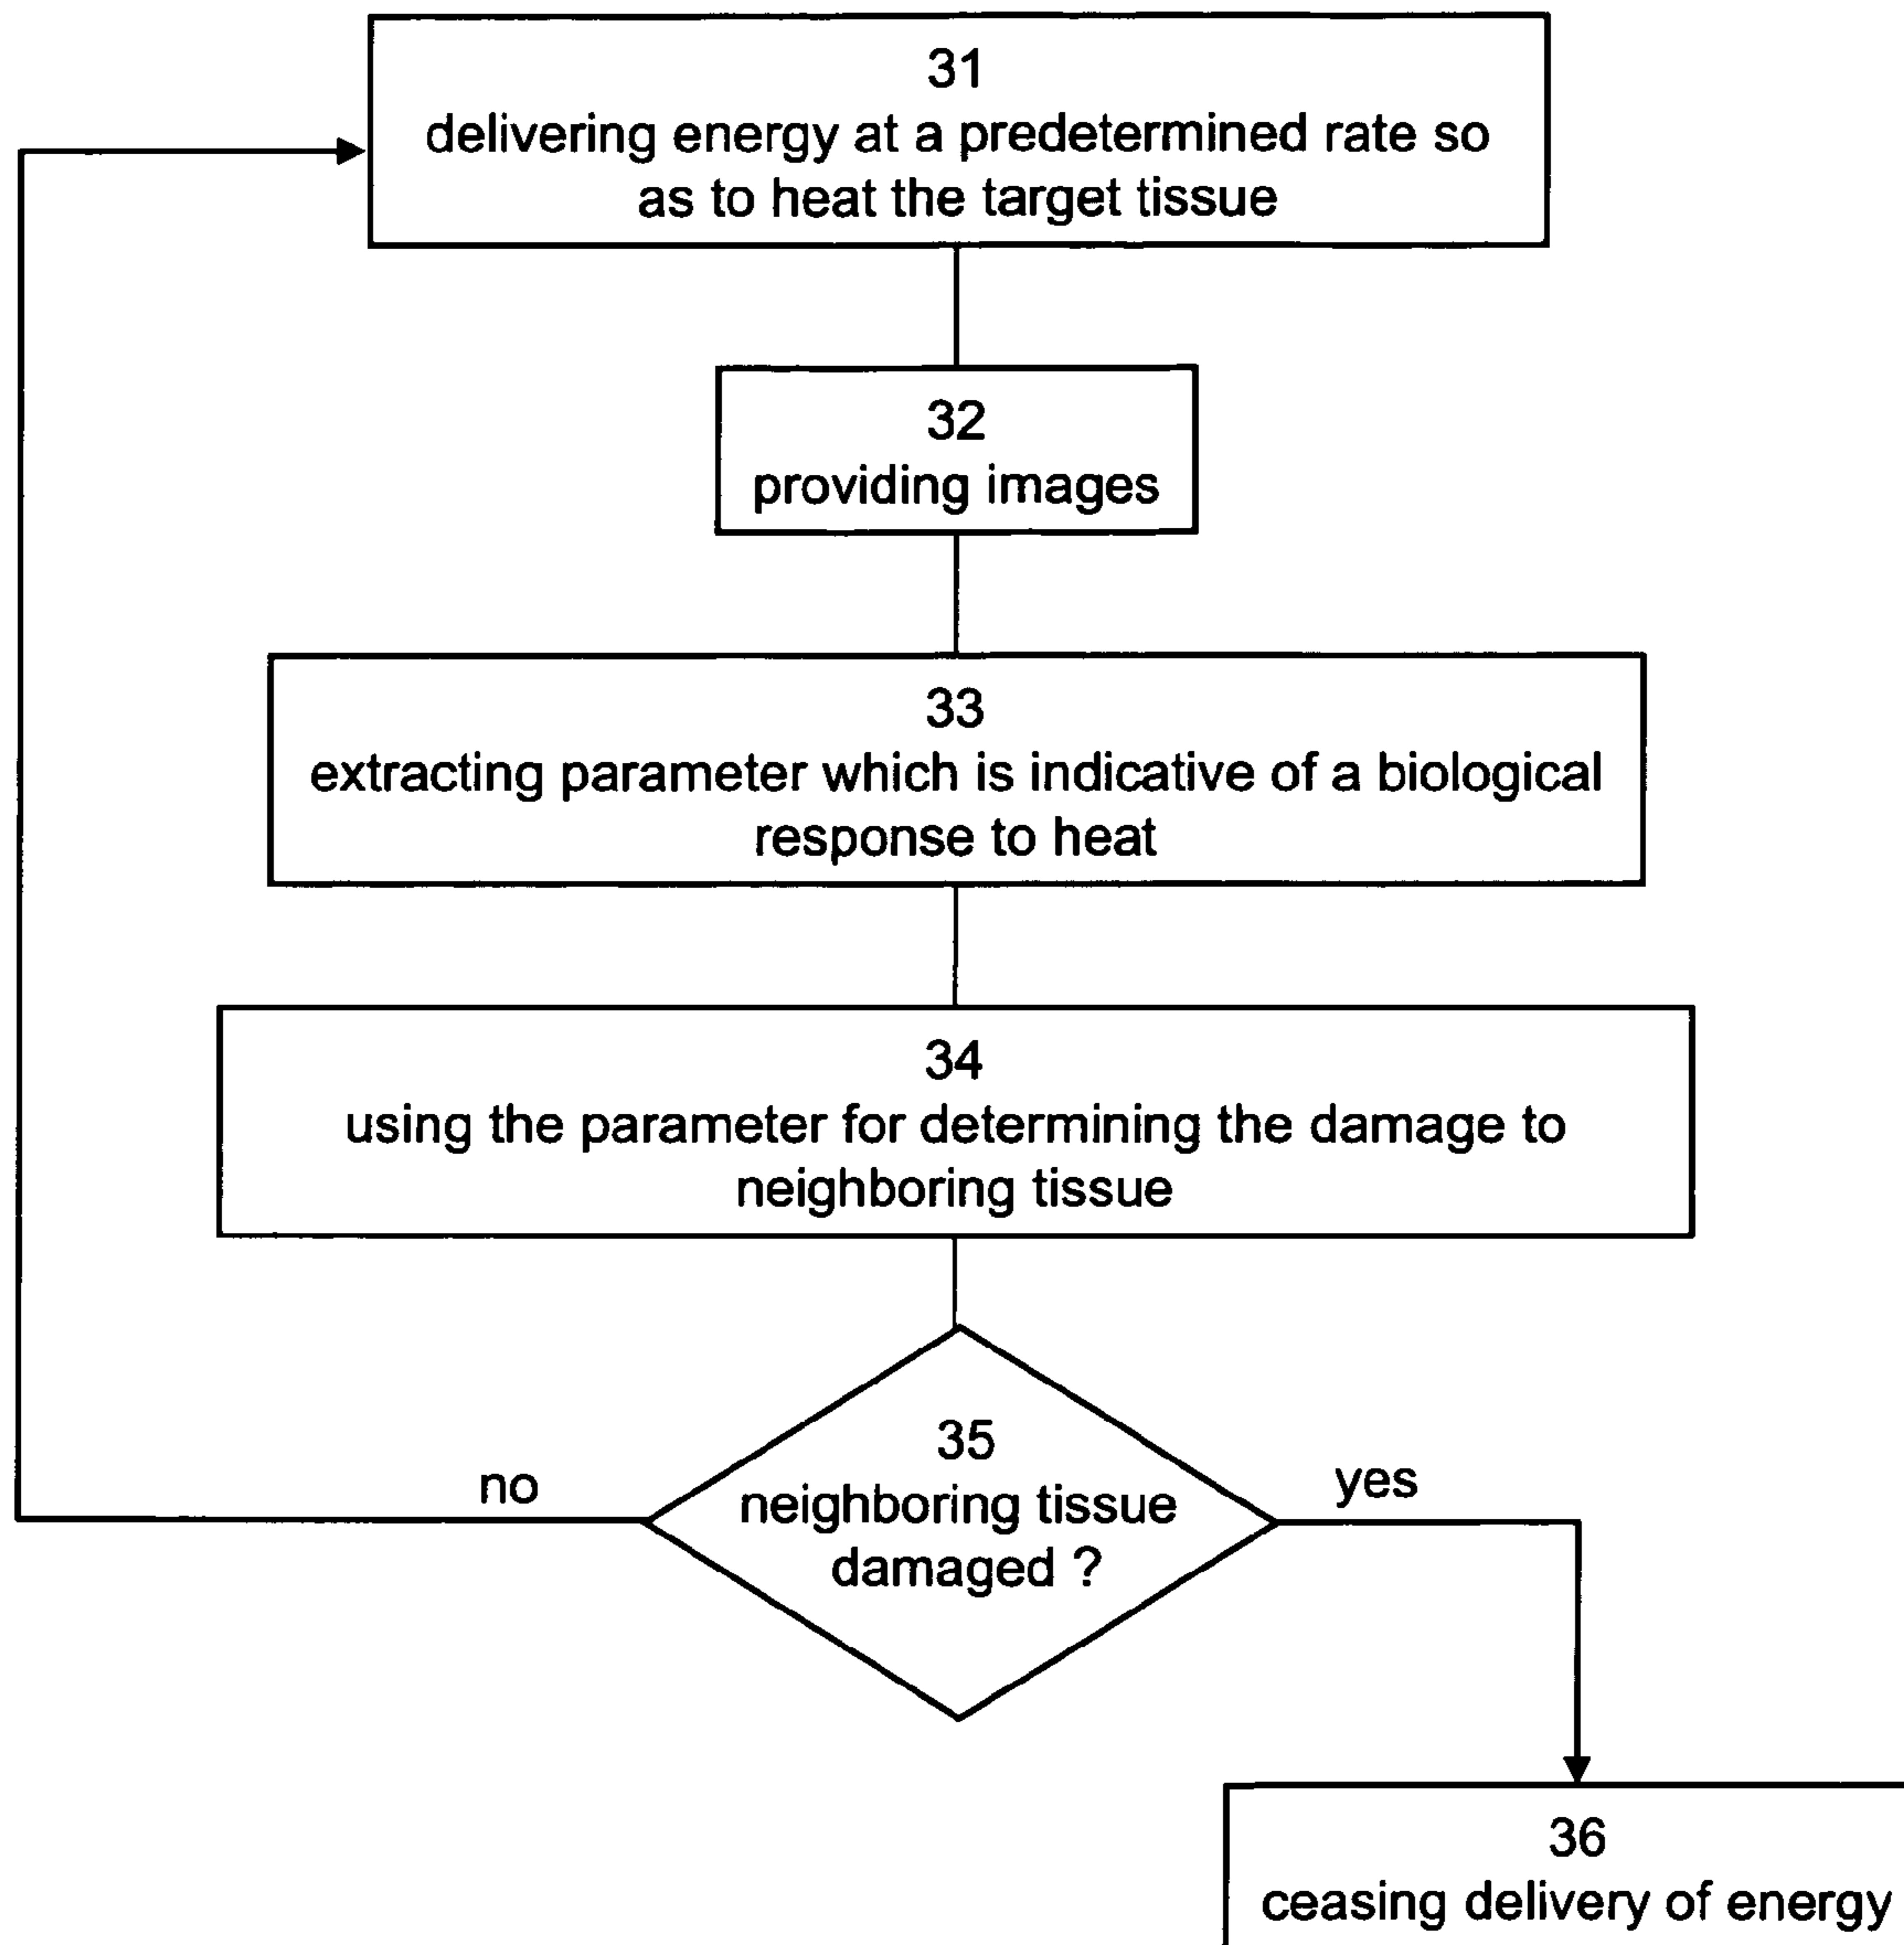 31
delivering energy at a predetermined rate so
as to heat the target tissue
32
providing images
33
extracting parameter which is indicative of a biological
response to heat
34
using the parameter for determining the damage to
neighboring tissue
35
neighboring tissue
damaged ?
no
yes
36
ceasing delivery of energy